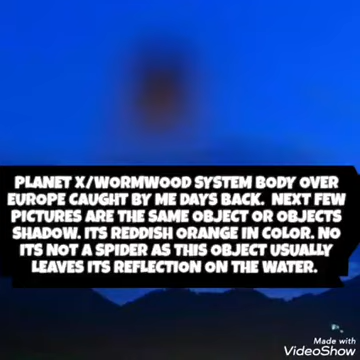 PLANET X/WORMWOOD SYSTEM BODY OVER
EUROPE CAUGHT BY ME DAYS BACK. NEXT FEW
PICTURES ARE THE SAME OBJECT OR OBJECTS
SHADOW. ITS REDDISH ORANGE IN COLOR. NO
ITS NOT A SPIDER AS THIS OBJECT USUALLY
LEAVES ITS REFLECTION ON THE WATER.
Made with
VideoShow